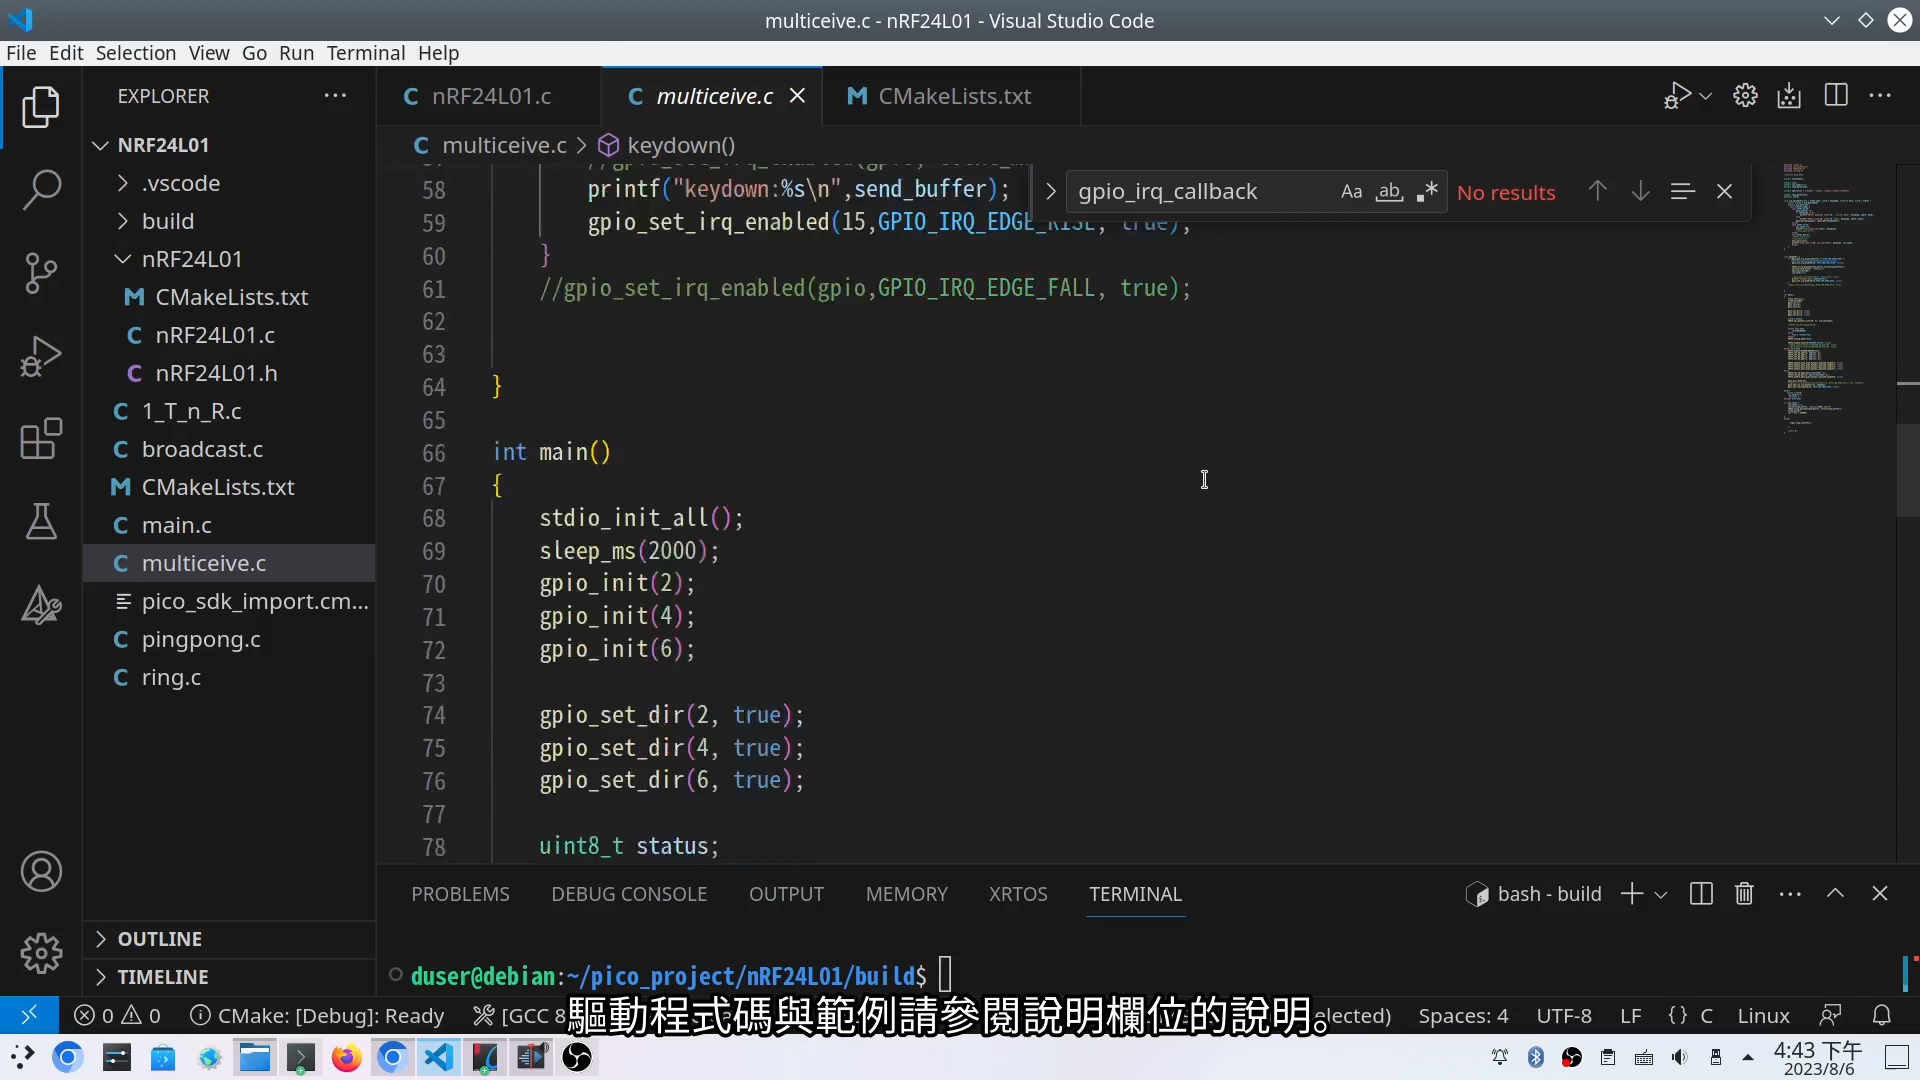 multiceive.c - nRF24L01 - Visual Studio Code
File Edit Selection View Go Run Terminal Help
EXPLORER
nRF24L01.c
multiceive.c
CMakeLists.txt
multiceive.c > keydown()
NRF24L01
.vscode
build
nRF24L01
CMakeLists.txt
nRF24L01.c
nRF24L01.h
1_T_n_R.c
broadcast.c
CMakeLists.txt
main.c
multiceive.c
pico_sdk_import.cm...
pingpong.c
ring.c
OUTLINE
TIMELINE
gpio_irq_callback
Aa ab .*
No results
58 printf("keydown:%s\n",send_buffer);
59 gpio_set_irq_enabled(15,GPIO_IRQ_EDGE_RISE, true);
60 }
61 //gpio_set_irq_enabled(gpio,GPIO_IRQ_EDGE_FALL, true);
62
63
64 }
65
66 int main()
67 {
68 stdio_init_all();
69 sleep_ms(2000);
70 gpio_init(2);
71 gpio_init(4);
72 gpio_init(6);
73
74 gpio_set_dir(2, true);
75 gpio_set_dir(4, true);
76 gpio_set_dir(6, true);
77
78 uint8_t status;
PROBLEMS DEBUG CONSOLE OUTPUT MEMORY XRTOS TERMINAL
bash - build
duser@debian:~/pico_project/nRF24L01/build$
驅動程式碼與範例請參閱說明欄位的說明。
0 0 CMake: [Debug]: Ready [GCC 8 elected) Spaces: 4 UTF-8 LF {} C Linux
4:43 下午
2023/8/6